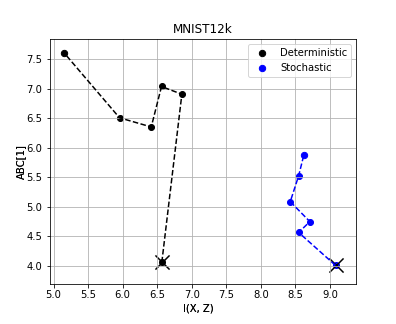 MNIST12k
Deterministic
Stochastic
ABC[1]
7.5
7.0
6.5
6.0
5.5
5.0
4.5
4.0
5.0 5.5 6.0 6.5 7.0 7.5 8.0 8.5 9.0
I(X, Z)